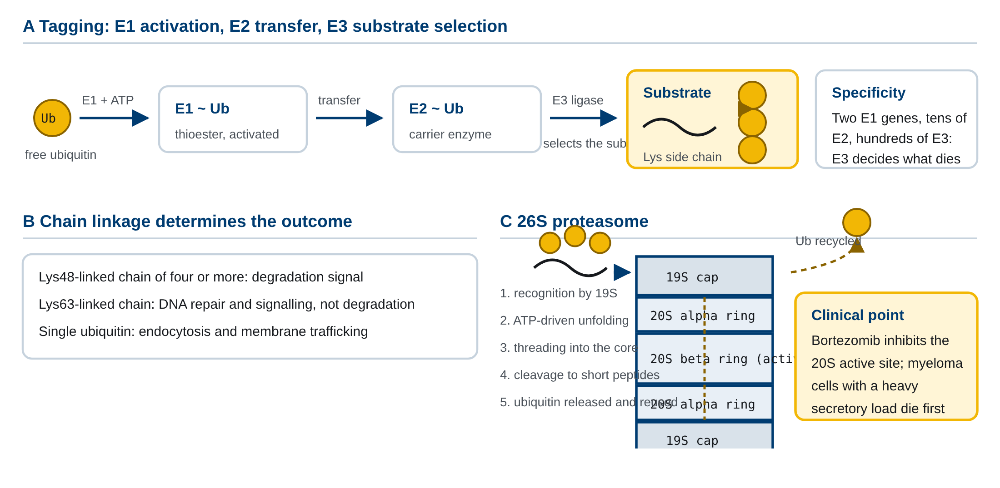 A Tagging: E1 activation, E2 transfer, E3 substrate selection
Ub
free ubiquitin
E1 + ATP
E1 ~ Ub
thioester, activated
transfer
E2 ~ Ub
carrier enzyme
E3 ligase
selects the sub
Substrate
Lys side chain
Specificity
Two E1 genes, tens of
E2, hundreds of E3:
E3 decides what dies
B Chain linkage determines the outcome
Lys48-linked chain of four or more: degradation signal
Lys63-linked chain: DNA repair and signalling, not degradation
Single ubiquitin: endocytosis and membrane trafficking
C 26S proteasome
1. recognition by 19S
2. ATP-driven unfolding
3. threading into the core
4. cleavage to short peptides
5. ubiquitin released and reused
19S cap
20S alpha ring
20S beta ring (activ
20S alpha ring
19S cap
Ub recycled
Clinical point
Bortezomib inhibits the
20S active site; myeloma
cells with a heavy
secretory load die first